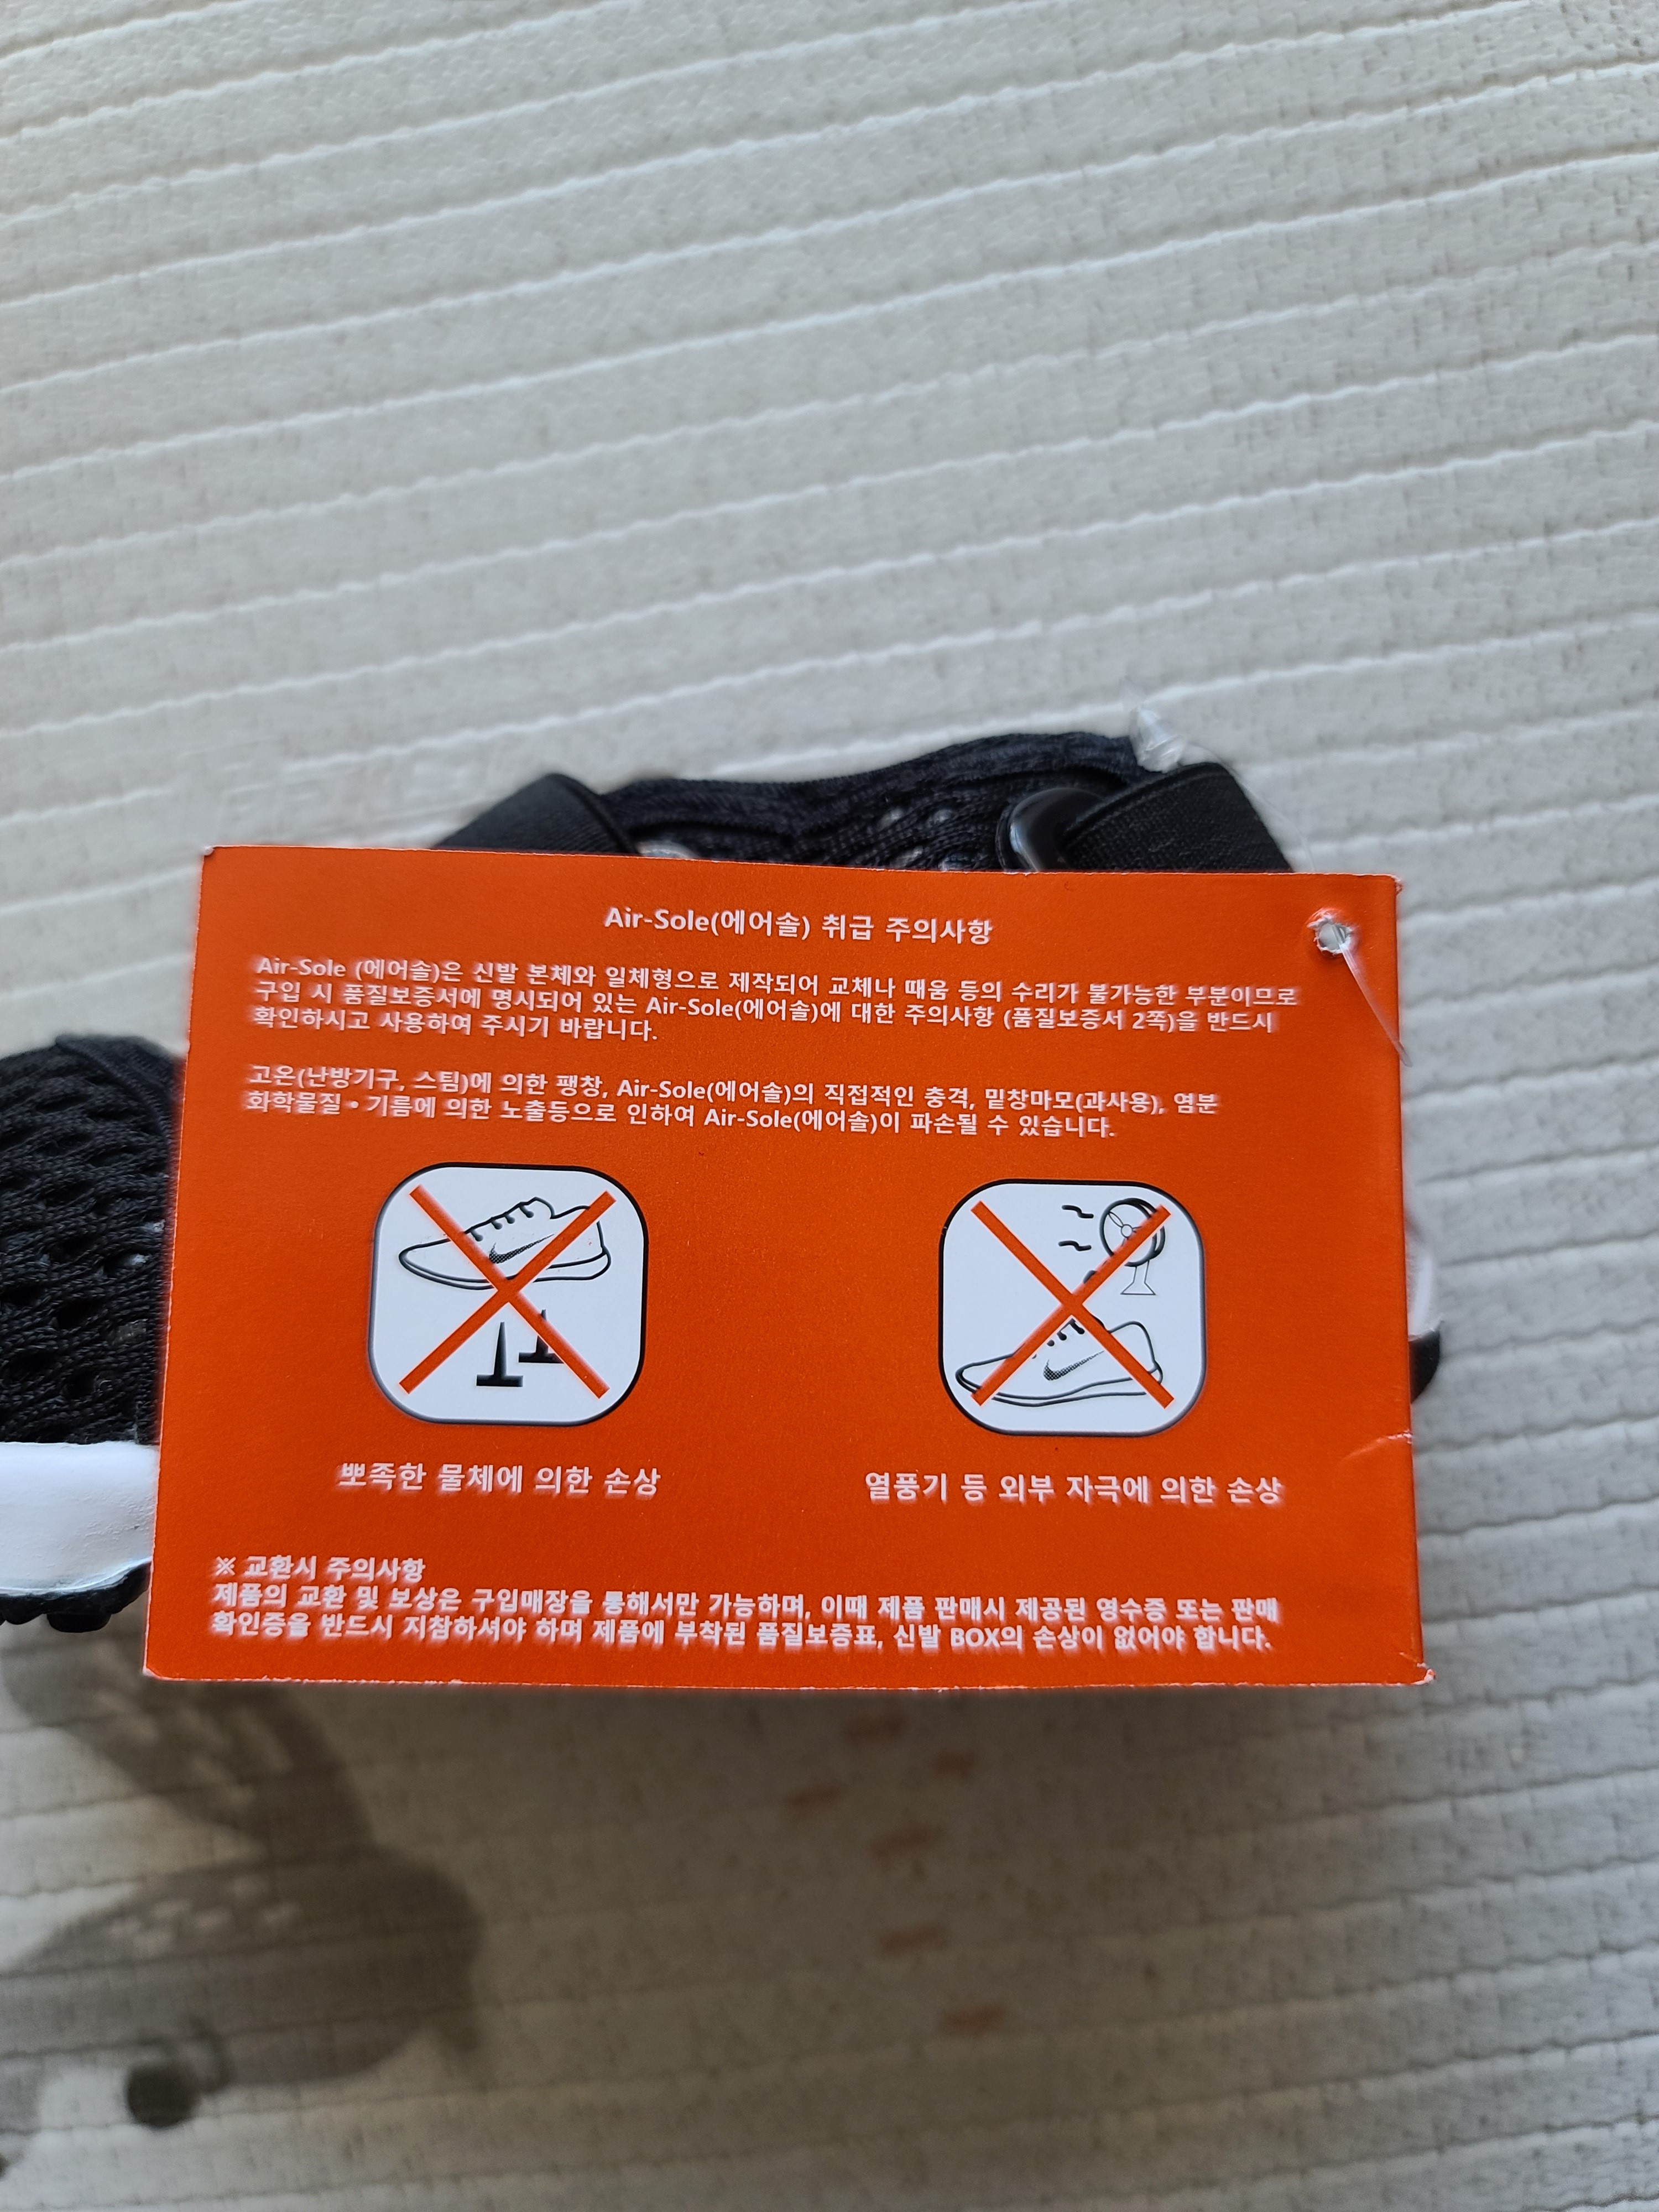 Air-Sole(에어솔) 취급 주의사항
Air-Sole (에어솔)은 신발 본체와 일체형으로 제작되어 교체나 때움 등의 수리가 불가능한 부분이므로
구입 시 품질보증서에 명시되어 있는 Air-Sole(에어솔)에 대한 주의사항 (품질보증서 2쪽)을 반드시
확인하시고 사용하여 주시기 바랍니다.
고온(난방기구, 스팀)에 의한 팽창, Air-Sole(에어솔)의 직접적인 충격, 밑창마모(과사용), 염분
화학물질 • 기름에 의한 노출등으로 인하여 Air-Sole(에어솔)이 파손될 수 있습니다.
뽀족한 물체에 의한 손상
열풍기 등 외부 자극에 의한 손상
※ 교환시 주의사항
제품의 교환 및 보상은 구입매장을 통해서만 가능하며, 이때 제품 판매시 제공된 영수증 또는 판매
확인증을 반드시 지참하셔야 하며 제품에 부착된 품질보증표, 신발 BOX의 손상이 없어야 합니다.